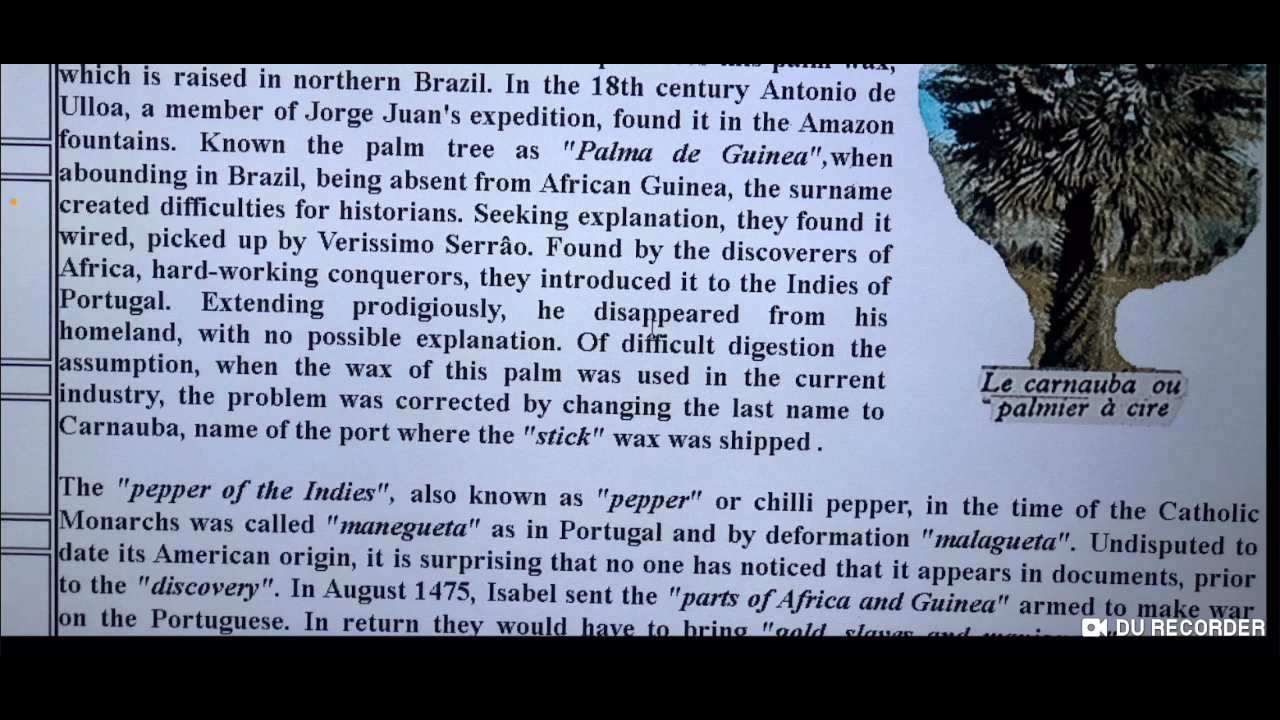 this palm wax,
which is raised in northern Brazil. In the 18th century Antonio de
Ulloa, a member of Jorge Juan's expedition, found it in the Amazon
fountains. Known the palm tree as "Palma de Guinea",when
abounding in Brazil, being absent from African Guinea, the surname
created difficulties for historians. Seeking explanation, they found it
wired, picked up by Verissimo Serrâo. Found by the discoverers of
Africa, hard-working conquerors, they introduced it to the Indies of
Portugal. Extending prodigiously, he disappeared from his
homeland, with no possible explanation. Of difficult digestion the
assumption, when the wax of this palm was used in the current
industry, the problem was corrected by changing the last name to
Carnauba, name of the port where the "stick" wax was shipped .
Le carnauba ou
palmier à cire
The "pepper of the Indies", also known as "pepper" or chilli pepper, in the time of the Catholic
Monarchs was called "manegueta" as in Portugal and by deformation "malagueta". Undisputed to
date its American origin, it is surprising that no one has noticed that it appears in documents, prior
to the "discovery". In August 1475, Isabel sent the "parts of Africa and Guinea" armed to make war
on the Portuguese. In return they would have to bring "gold, slaves and
DU RECORDER